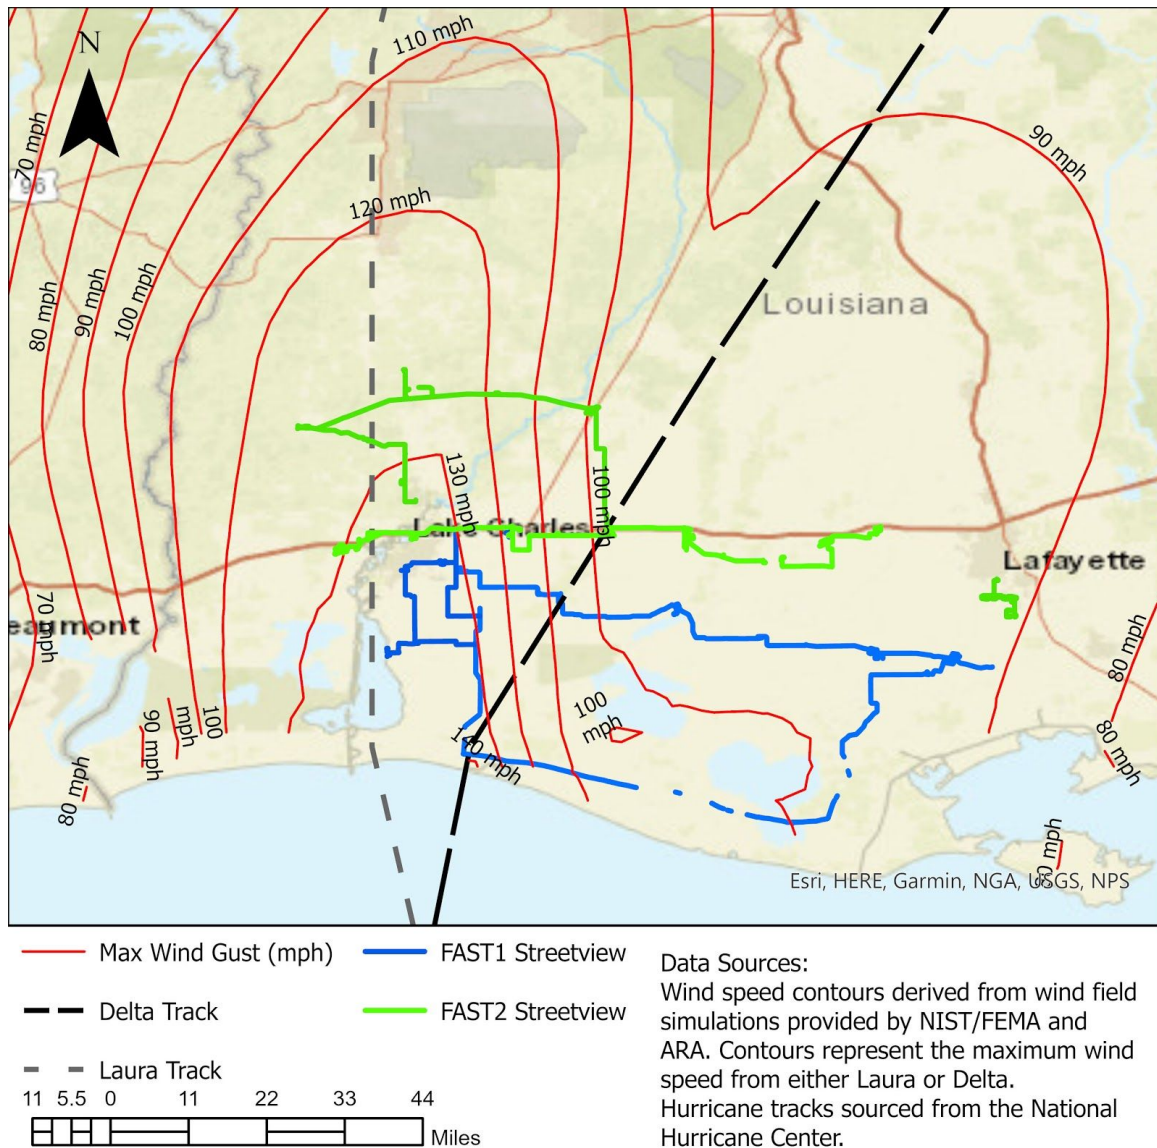 N
110 mph
70 mph
96
90 mph
120 mph
80 mph
90 mph
100 mph
Louisiana
130 mph
100 mph
Lake Charles
Lafayette
70 mph
eaumont
80 mph
100
mph
90 mph
100
mph
140 mph
80 mph
80 mph
mph
Esri, HERE, Garmin, NGA, USGS, NPS
Max Wind Gust (mph)
FAST1 Streetview
Delta Track
FAST2 Streetview
Laura Track
11 5.5 0 11 22 33 44
Miles
Data Sources:
Wind speed contours derived from wind field
simulations provided by NIST/FEMA and
ARA. Contours represent the maximum wind
speed from either Laura or Delta.
Hurricane tracks sourced from the National
Hurricane Center.